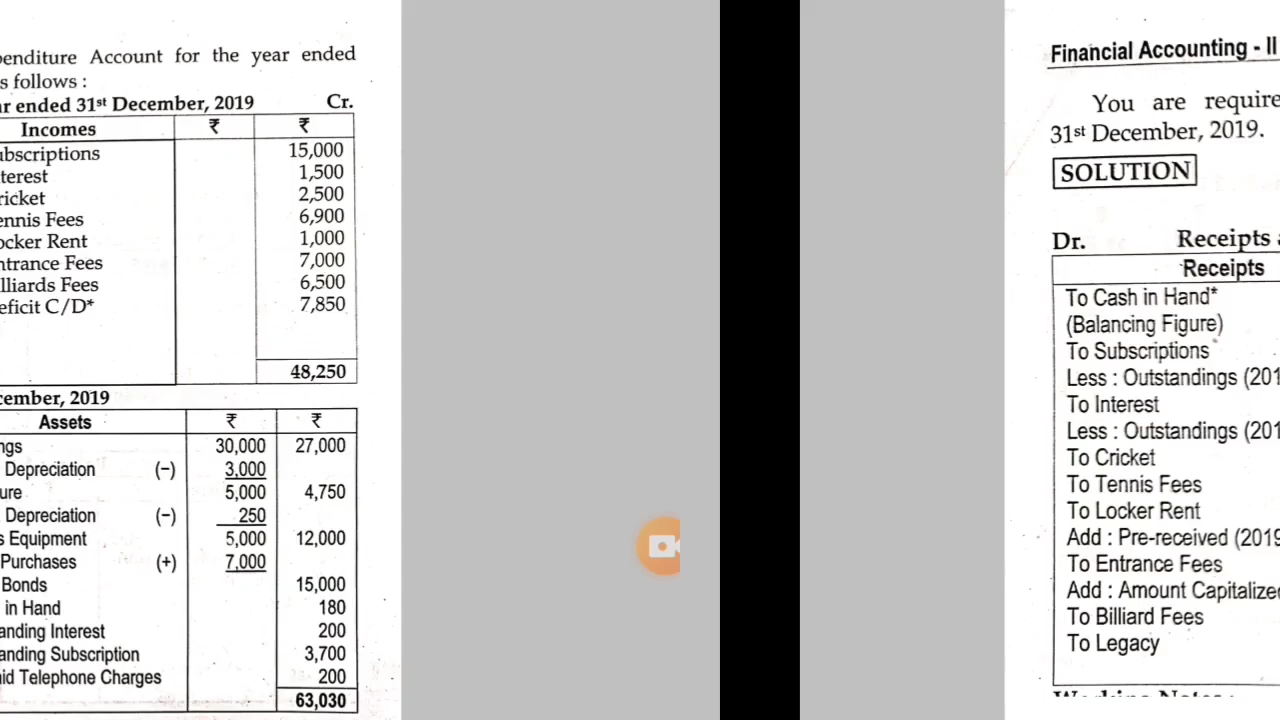 penditure Account for the year ended
s follows :
ar ended 31st December, 2019 Cr.
Incomes ₹ ₹
ubscriptions 15,000
terest 1,500
ricket 2,500
ennis Fees 6,900
ocker Rent 1,000
ntrance Fees 7,000
lliards Fees 6,500
eficit C/D* 7,850
48,250
cember, 2019
Assets ₹ ₹
ngs 30,000 27,000
Depreciation (–) 3,000
ure 5,000 4,750
Depreciation (–) 250
s Equipment 5,000 12,000
Purchases (+) 7,000
Bonds 15,000
in Hand 180
anding Interest 200
anding Subscription 3,700
aid Telephone Charges 200
63,030
Financial Accounting - II
You are require
31st December, 2019.
SOLUTION
Dr. Receipts a
Receipts
To Cash in Hand*
(Balancing Figure)
To Subscriptions
Less : Outstandings (201
To Interest
Less : Outstandings (201
To Cricket
To Tennis Fees
To Locker Rent
Add : Pre-received (2019
To Entrance Fees
Add : Amount Capitalize
To Billiard Fees
To Legacy